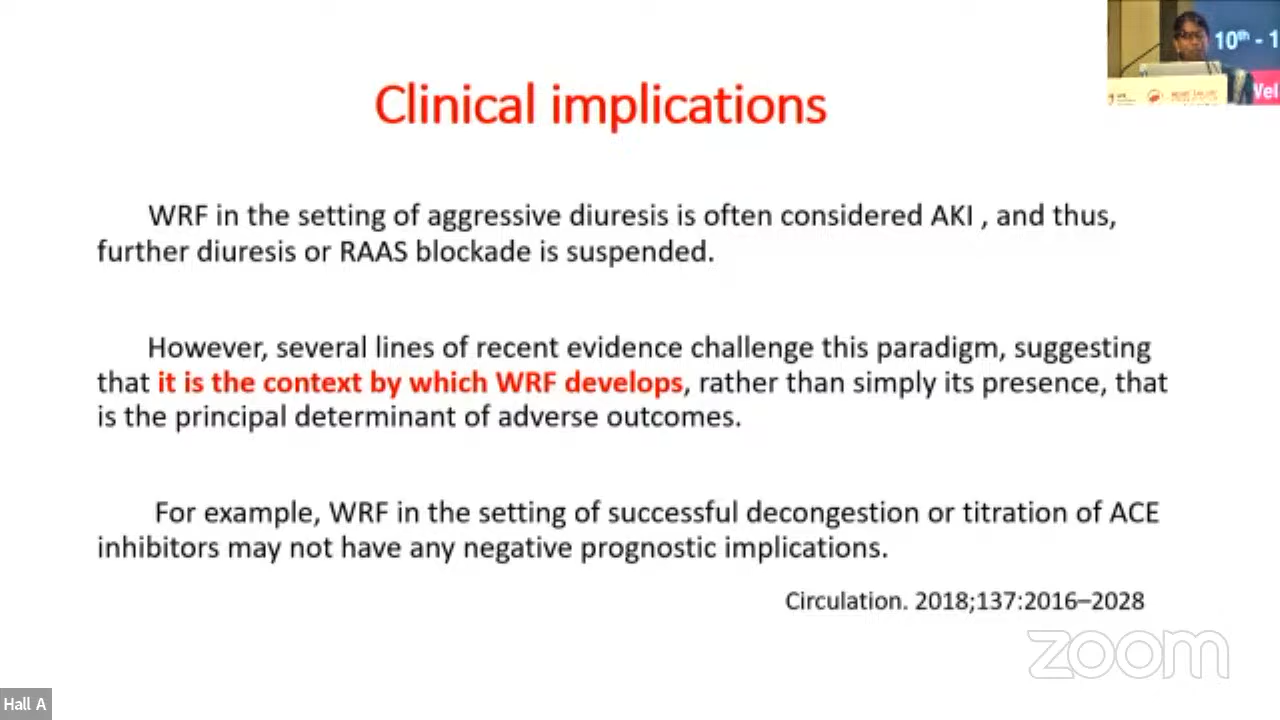 10th - 1
Wel
Clinical implications
WRF in the setting of aggressive diuresis is often considered AKI , and thus,
further diuresis or RAAS blockade is suspended.
However, several lines of recent evidence challenge this paradigm, suggesting
that it is the context by which WRF develops, rather than simply its presence, that
is the principal determinant of adverse outcomes.
For example, WRF in the setting of successful decongestion or titration of ACE
inhibitors may not have any negative prognostic implications.
Circulation. 2018;137:2016–2028
zoom
Hall A